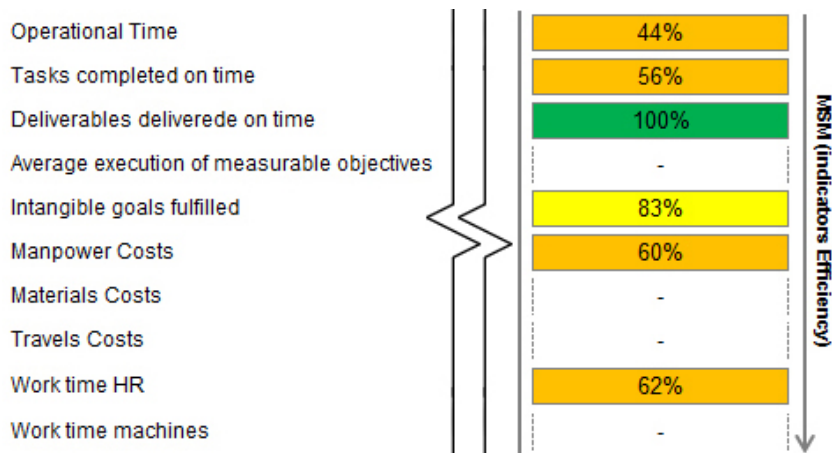 Operational Time 44%
Tasks completed on time 56%
Deliverables deliverede on time 100%
Average execution of measurable objectives -
Intangible goals fulfilled 83%
Manpower Costs 60%
Materials Costs -
Travels Costs -
Work time HR 62%
Work time machines -
MSM (indicators Efficiency)